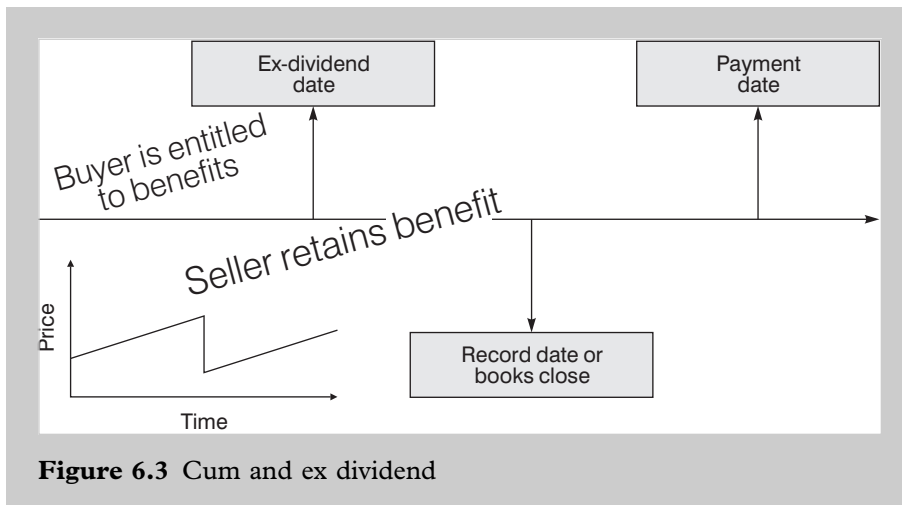 Ex-dividend
date
Payment
date
Buyer is entitled
to benefits
Seller retains benefit
Price
Time
Record date or
books close
Figure 6.3 Cum and ex dividend